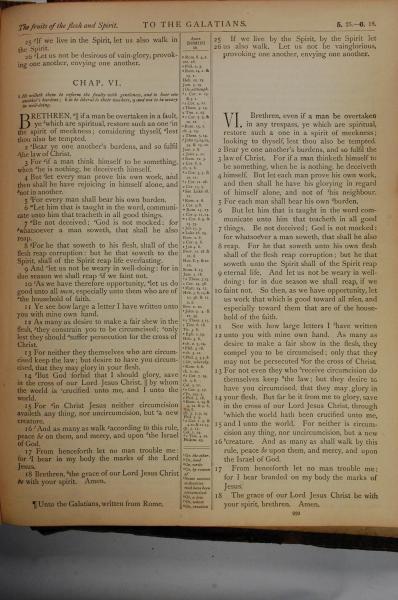 The fruits of the flesh and Spirit.
TO THE GALATIANS.
5. 25.—6. 18.
25 If we live in the Spirit, let us also walk in
the Spirit.
26 Let us not be desirous of vain-glory, provok-
ing one another, envying one another.
CHAP. VI.
BRETHREN, if a man be overtaken in a fault,
ye which are spiritual, restore such an one in
the spirit of meekness; considering thyself, lest
thou also be tempted.
2 Bear ye one another's burdens, and so fulfil
the law of Christ.
3 For if a man think himself to be something,
when he is nothing, he deceiveth himself.
4 But let every man prove his own work, and
then shall he have rejoicing in himself alone, and
not in another.
5 For every man shall bear his own burden.
6 Let him that is taught in the word, communi-
cate unto him that teacheth in all good things.
7 Be not deceived; God is not mocked: for
whatsoever a man soweth, that shall he also
reap.
8 For he that soweth to his flesh, shall of the
flesh reap corruption: but he that soweth to the
Spirit, shall of the Spirit reap life everlasting.
9 And let us not be weary in well-doing: for in
due season we shall reap if we faint not.
10 As we have therefore opportunity, let us do
good unto all men, especially unto them who are of
the household of faith.
11 Ye see how large a letter I have written unto
you with mine own hand.
12 As many as desire to make a fair shew in the
flesh, they constrain you to be circumcised; only
lest they should suffer persecution for the cross of
Christ.
13 For neither they themselves who are circum-
cised keep the law; but desire to have you circum-
cised, that they may glory in your flesh.
14 But God forbid that I should glory, save
in the cross of our Lord Jesus Christ, by whom
the world is crucified unto me, and I unto the
world.
15 For in Christ Jesus neither circumcision
availeth any thing, nor uncircumcision, but a new
creature.
16 And as many as walk according to this rule,
peace be on them, and mercy, and upon the Israel
of God.
17 From henceforth let no man trouble me:
for I bear in my body the marks of the Lord
Jesus.
18 Brethren, the grace of our Lord Jesus Christ
be with your spirit. Amen.
¶ Unto the Galatians, written from Rome.
25 If we live by the Spirit, by the Spirit let
26 us also walk. Let us not be vainglorious,
provoking one another, envying one another.
VI. Brethren, even if a man be overtaken
in any trespass, ye which are spiritual,
restore such a one in a spirit of meekness;
looking to thyself, lest thou also be tempted.
2 Bear ye one another's burdens, and so fulfil the
3 law of Christ. For if a man thinketh himself to
be something, when he is nothing, he deceiveth
4 himself. But let each man prove his own work,
and then shall he have his glorying in regard
of himself alone, and not of his neighbour.
5 For each man shall bear his own burden.
6 But let him that is taught in the word com-
municate unto him that teacheth in all good
7 things. Be not deceived; God is not mocked:
for whatsoever a man soweth, that shall he also
8 reap. For he that soweth unto his own flesh
shall of the flesh reap corruption; but he that
soweth unto the Spirit shall of the Spirit reap
9 eternal life. And let us not be weary in well-
doing: for in due season we shall reap, if we
10 faint not. So then, as we have opportunity, let
us work that which is good toward all men, and
especially toward them that are of the house-
hold of the faith.
11 See with how large letters I have written
12 unto you with mine own hand. As many as
desire to make a fair show in the flesh, they
compel you to be circumcised; only that they
may not be persecuted for the cross of Christ.
13 For not even they who receive circumcision do
themselves keep the law; but they desire to
have you circumcised, that they may glory in
14 your flesh. But far be it from me to glory, save
in the cross of our Lord Jesus Christ, through
which the world hath been crucified unto me,
15 and I unto the world. For neither is circum-
cision any thing, nor uncircumcision, but a new
16 creature. And as many as shall walk by this
rule, peace be upon them, and mercy, and upon
the Israel of God.
17 From henceforth let no man trouble me:
for I bear branded on my body the marks of
Jesus.
18 The grace of our Lord Jesus Christ be with
your spirit, brethren. Amen.